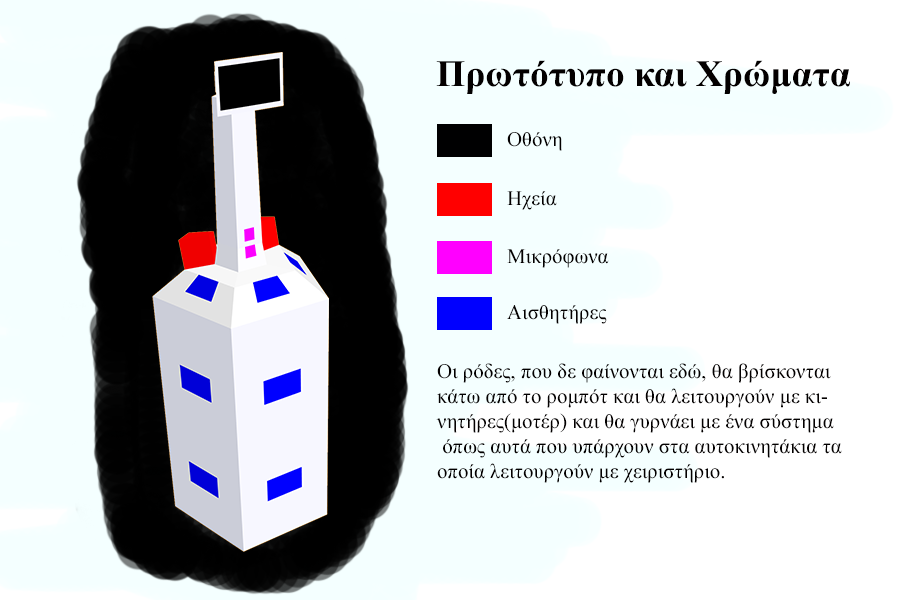 Πρωτότυπο και Χρώματα
Οθόνη
Ηχεία
Μικρόφωνα
Αισθητήρες
Οι ρόδες, που δε φαίνονται εδώ, θα βρίσκονται
κάτω από το ρομπότ και θα λειτουργούν με κι-
νητήρες(μοτέρ) και θα γυρνάει με ένα σύστημα
όπως αυτά που υπάρχουν στα αυτοκινητάκια τα
οποία λειτουργούν με χειριστήριο.